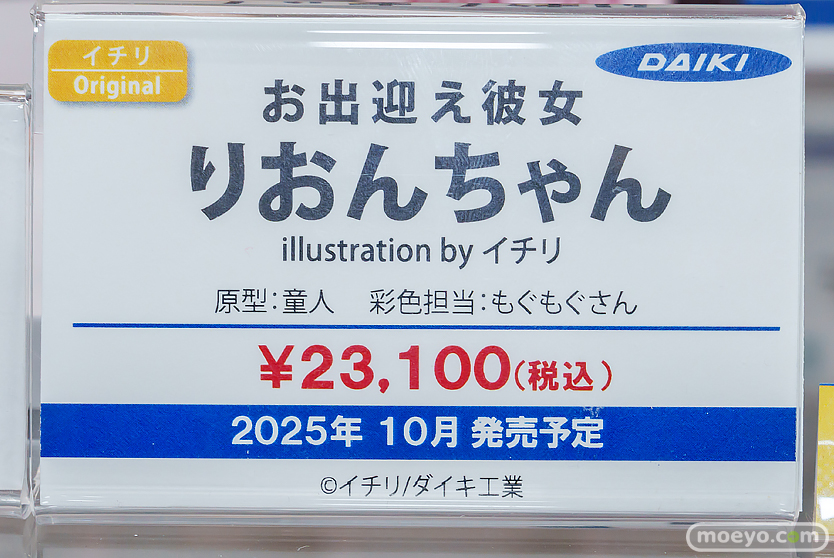 イチリ
Original
DAIKI
お出迎え彼女
りおんちゃん
illustration by イチリ
原型：童人　彩色担当：もぐもぐさん
¥23,100(税込)
2025年 10月 発売予定
©イチリ/ダイキ工業
moeyo.com